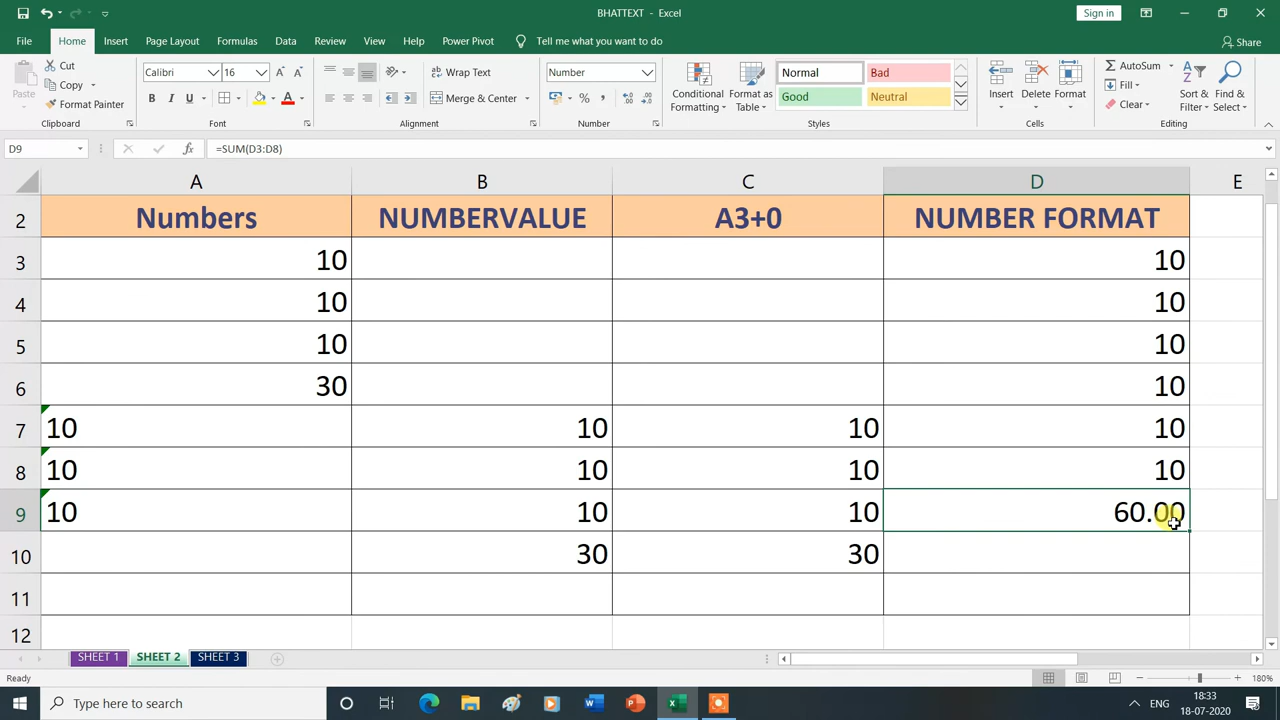 BHATTEXT - Excel
Sign in
File Home Insert Page Layout Formulas Data Review View Help Power Pivot Tell me what you want to do Share
Paste
Cut
Copy
Format Painter
Clipboard
Calibri 16
B I U
Font
Wrap Text
Merge & Center
Alignment
Number
Number
Conditional Formatting
Format as Table
Normal Bad
Good Neutral
Styles
Insert Delete Format
Cells
AutoSum
Fill
Clear
Sort & Filter
Find & Select
Editing
D9 fx =SUM(D3:D8)
A B C D E
2 Numbers NUMBERVALUE A3+0 NUMBER FORMAT
3 10 10
4 10 10
5 10 10
6 30 10
7 10 10 10 10
8 10 10 10 10
9 10 10 10 60.00
10 30 30
11
12
SHEET 1 SHEET 2 SHEET 3
Ready 180%
Type here to search
ENG
18:33
18-07-2020